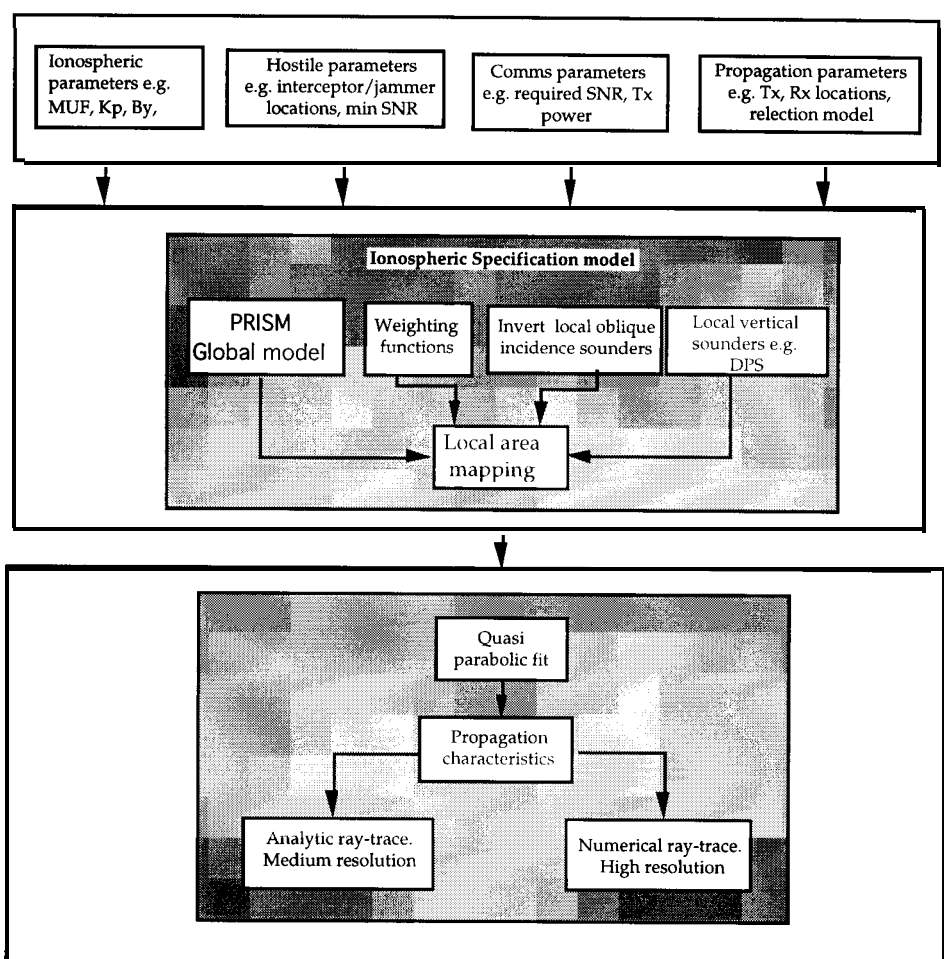 Ionospheric
parameters e.g.
MUF, Kp, By,
Hostile parameters
e.g. interceptor/jammer
locations, min SNR
Comms parameters
e.g. required SNR, Tx
power
Propagation parameters
e.g. Tx, Rx locations,
relection model
Ionospheric Specification model
PRISM
Global model
Weighting
functions
Invert local oblique
incidence sounders
Local vertical
sounders e.g.
DPS
Local area
mapping
Quasi
parabolic fit
Propagation
characteristics
Analytic ray-trace.
Medium resolution
Numerical ray-trace.
High resolution